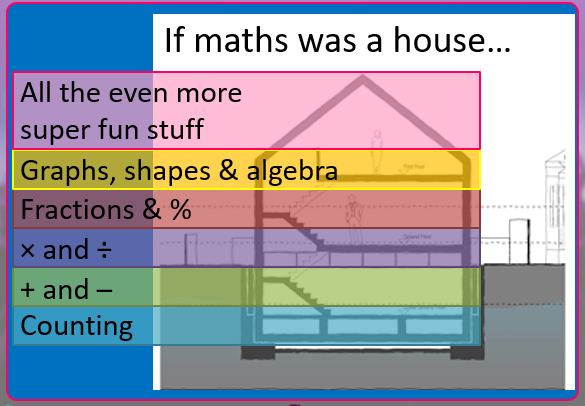 If maths was a house...
All the even more
super fun stuff
Graphs, shapes & algebra
Fractions & %
× and ÷
+ and –
Counting